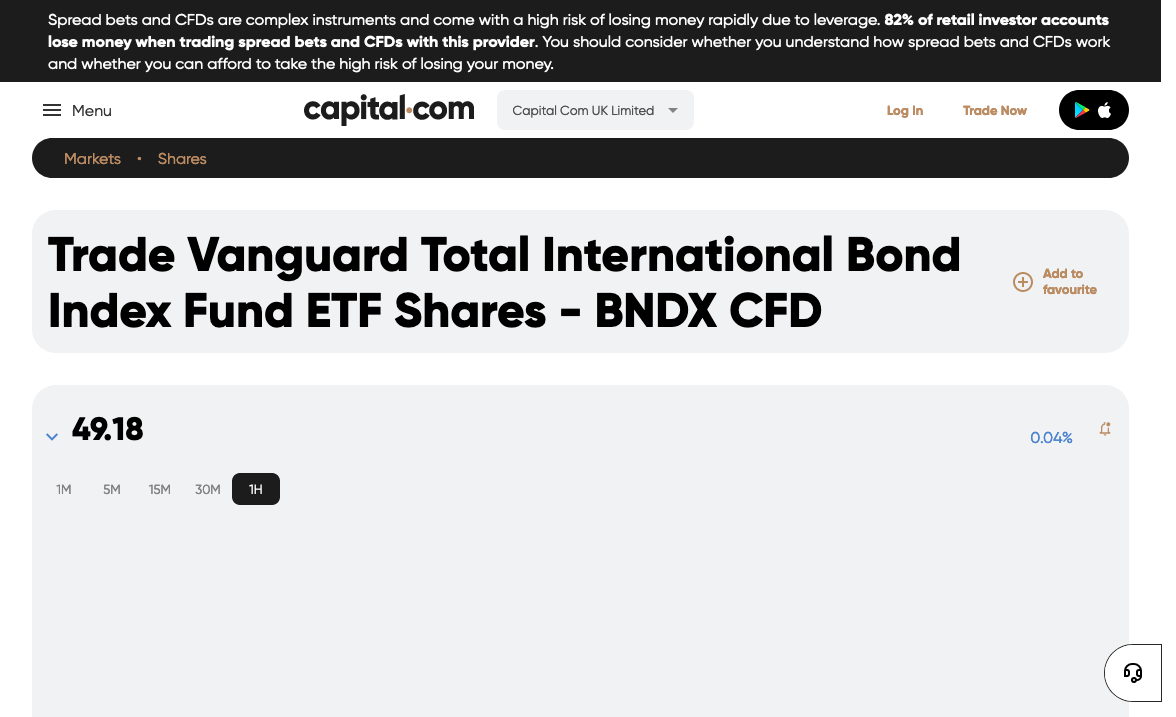 Spread bets and CFDs are complex instruments and come with a high risk of losing money rapidly due to leverage. 82% of retail investor accounts
lose money when trading spread bets and CFDs with this provider. You should consider whether you understand how spread bets and CFDs work
and whether you can afford to take the high risk of losing your money.
Menu
capital.com
Capital Com UK Limited
Log In
Trade Now
Markets
Shares
Trade Vanguard Total International Bond
Index Fund ETF Shares - BNDX CFD
Add to
favourite
49.18
0.04%
1M
5M
15M
30M
1H